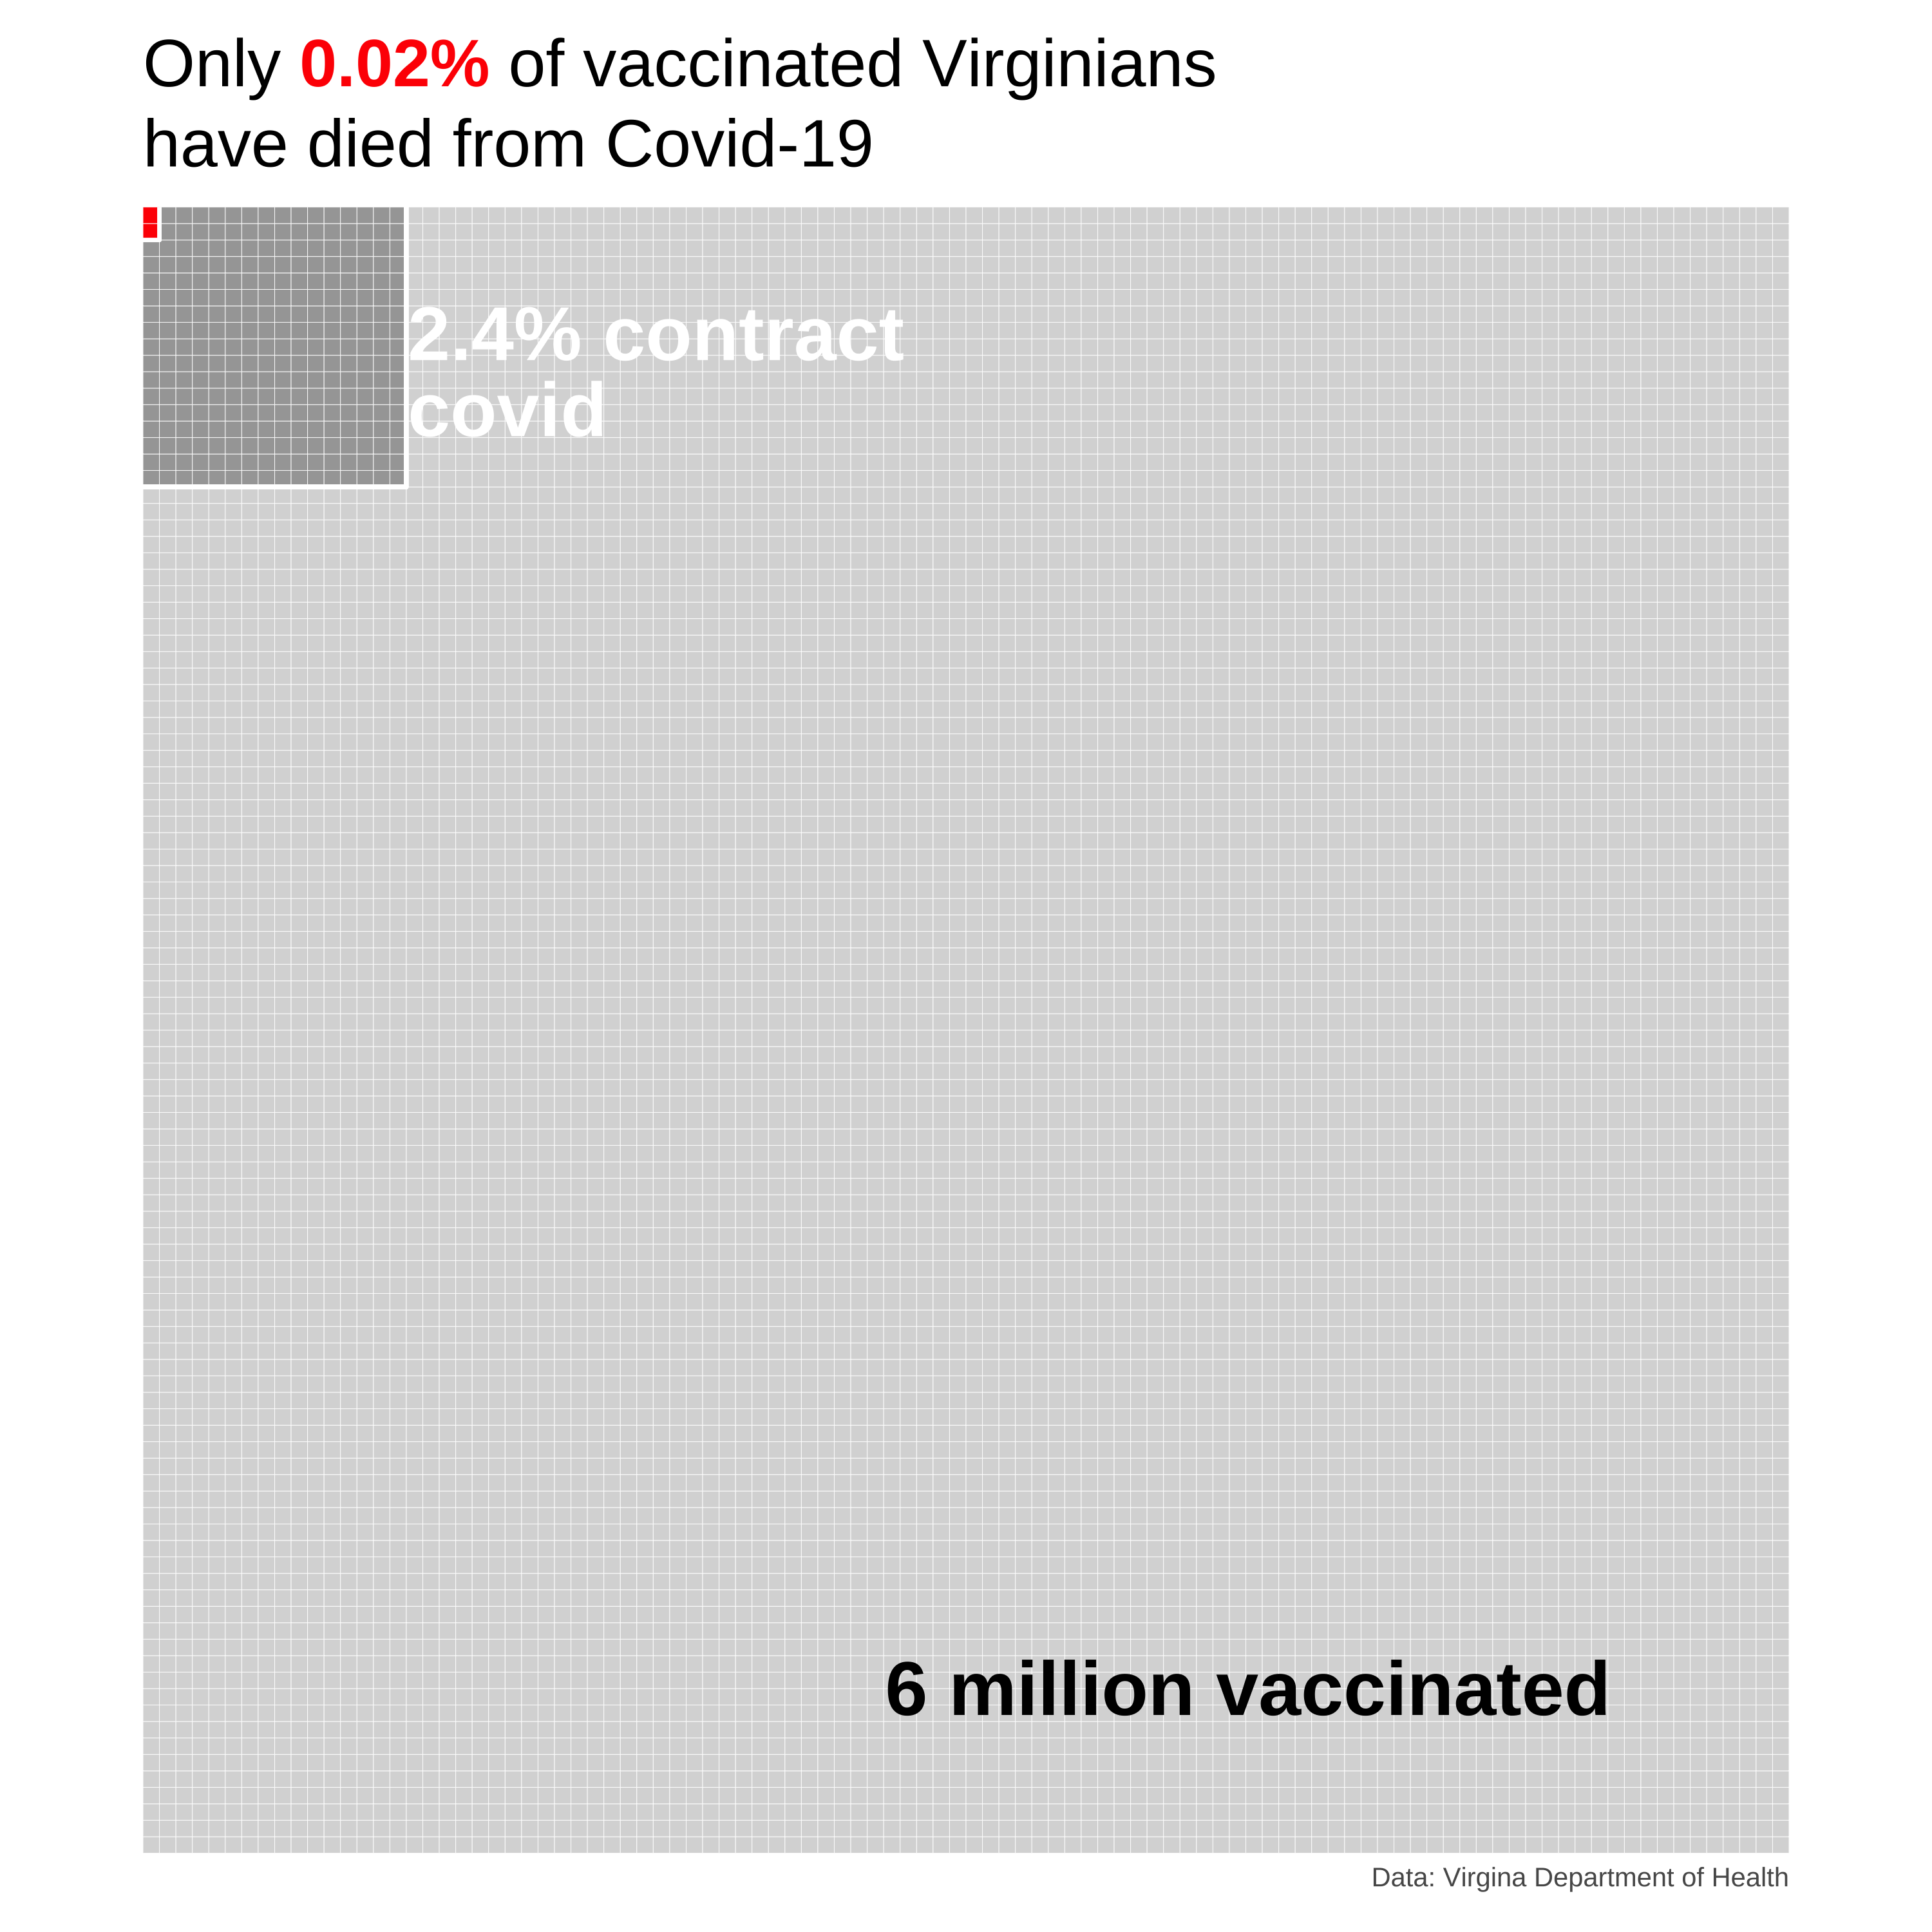 Only 0.02% of vaccinated Virginians
have died from Covid-19
2.4% contract
covid
6 million vaccinated
Data: Virgina Department of Health